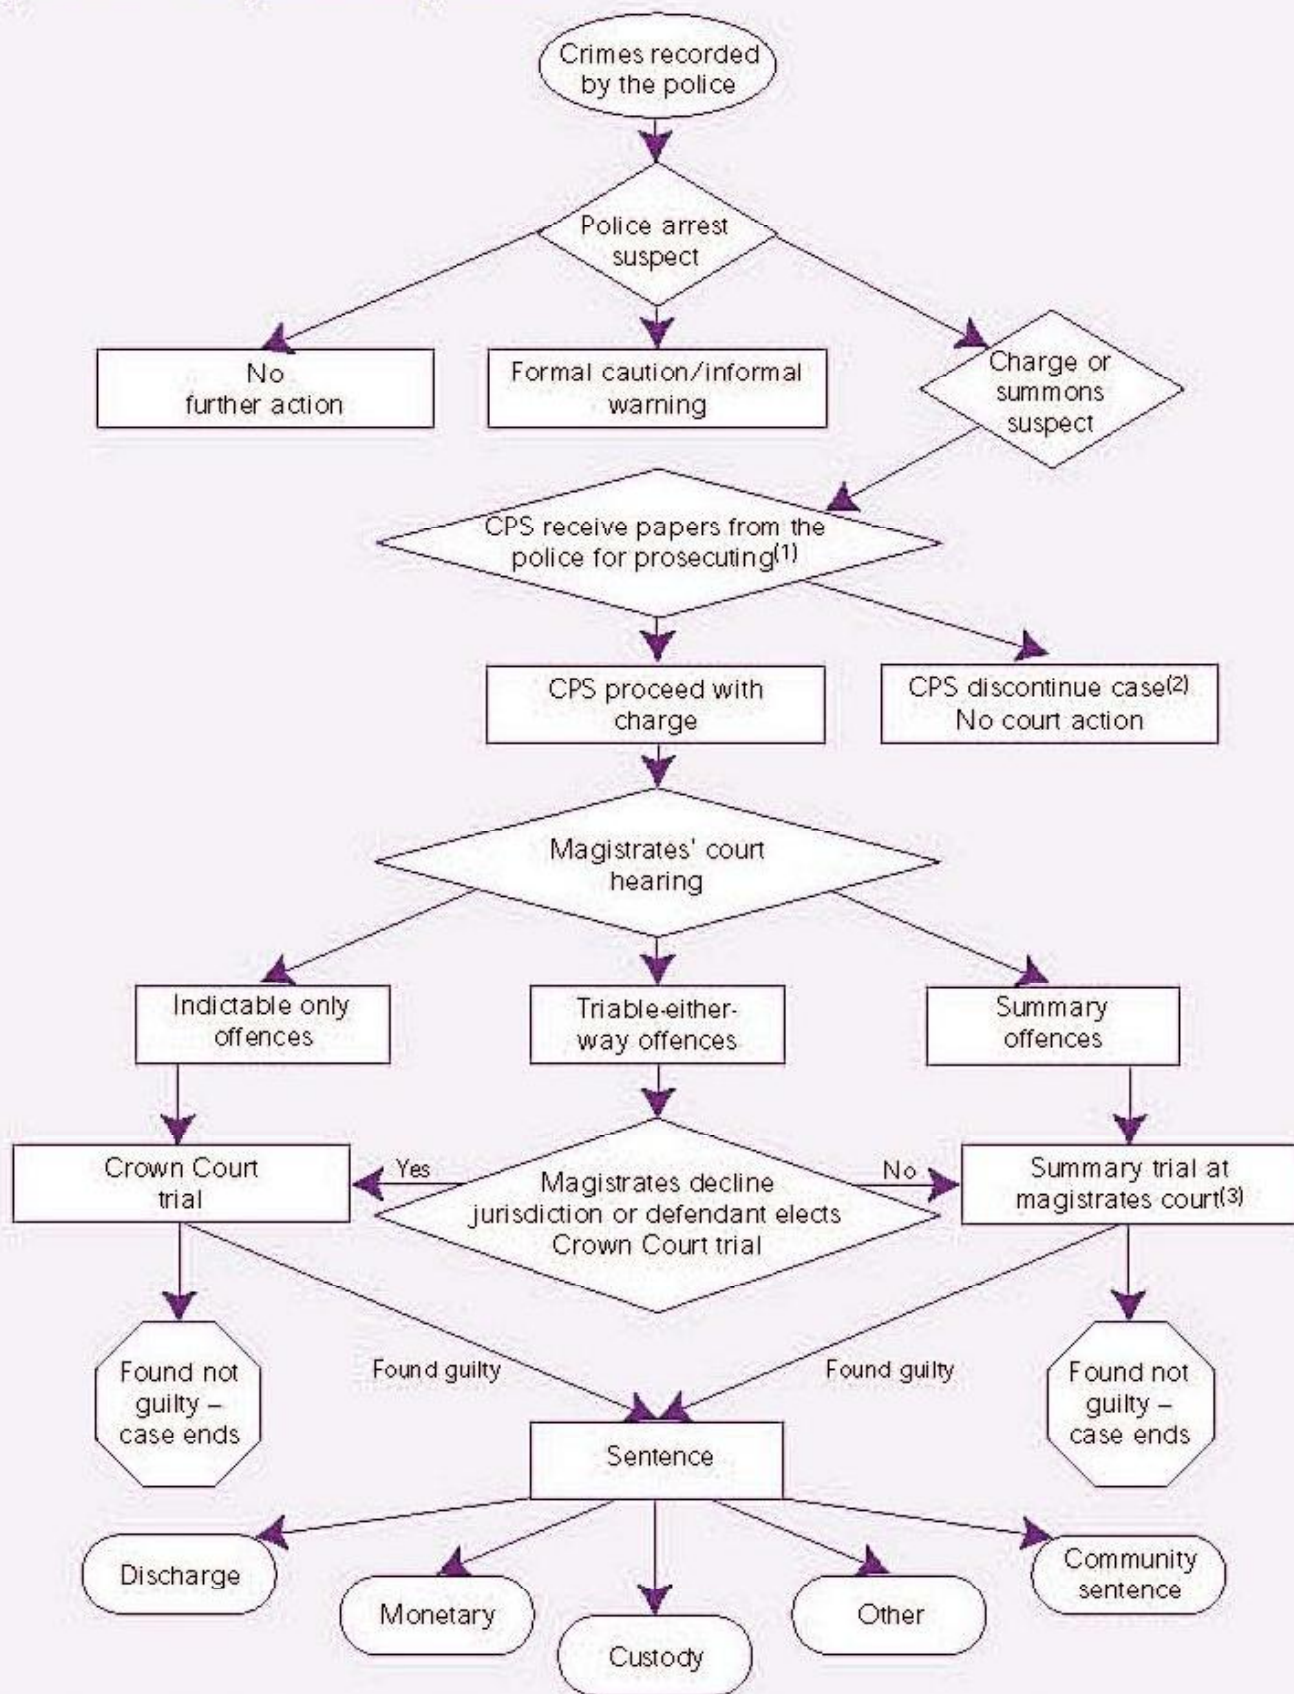 Crimes recorded
by the police
Police arrest
suspect
No
further action
Formal caution/informal
warning
Charge or
summons
suspect
CPS receive papers from the
police for prosecuting(1)
CPS proceed with
charge
CPS discontinue case(2)
No court action
Magistrates' court
hearing
Indictable only
offences
Triable-either-
way offences
Summary
offences
Crown Court
trial
Yes
Magistrates decline
jurisdiction or defendant elects
Crown Court trial
No
Summary trial at
magistrates court(3)
Found not
guilty –
case ends
Found guilty
Found guilty
Found not
guilty –
case ends
Sentence
Discharge
Monetary
Custody
Other
Community
sentence